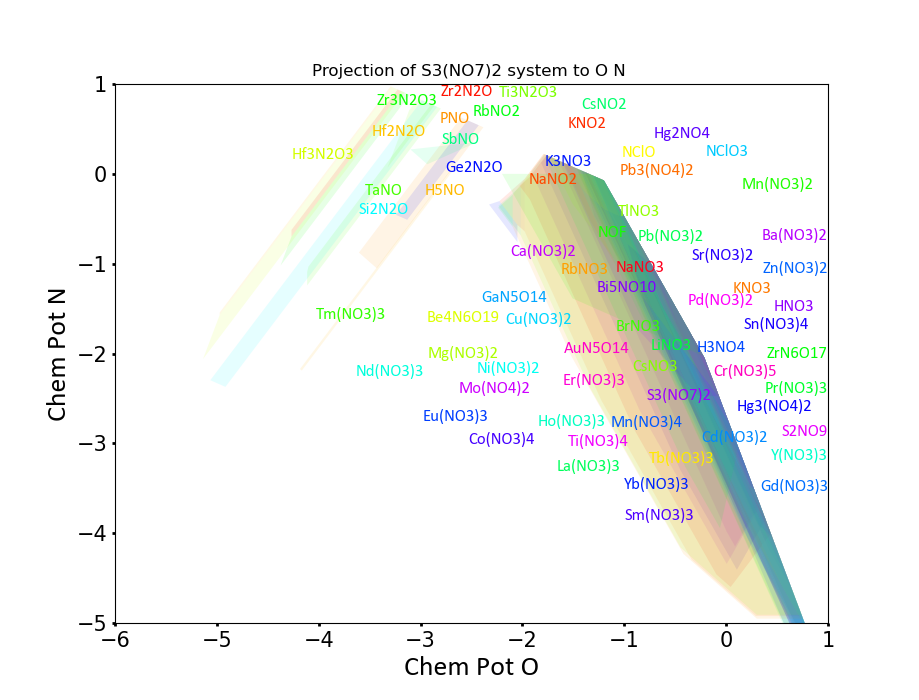 Projection of S3(NO7)2 system to O N
Chem Pot N
1
0
−1
−2
−3
−4
−5
Zr2N2O
Ti3N2O3
Zr3N2O3
CsNO2
RbNO2
PNO
KNO2
Hf2N2O
Hg2NO4
SbNO
Hf3N2O3
NClO
NClO3
K3NO3
Ge2N2O
Pb3(NO4)2
NaNO2
Mn(NO3)2
TaNO
H5NO
Si2N2O
TlNO3
NOF
Pb(NO3)2
Ba(NO3)2
Ca(NO3)2
Sr(NO3)2
RbNO3
NaNO3
Zn(NO3)2
Bi5NO10
KNO3
GaN5O14
Pd(NO3)2
HNO3
Tm(NO3)3
Be4N6O19
Cu(NO3)2
BrNO3
Sn(NO3)4
Mg(NO3)2
AuN5O14
LiNO3
H3NO4
ZrN6O17
Nd(NO3)3
Ni(NO3)2
CsNO3
Cr(NO3)5
Mo(NO4)2
Er(NO3)3
S3(NO7)2
Pr(NO3)3
Hg3(NO4)2
Eu(NO3)3
Ho(NO3)3
Mn(NO3)4
Co(NO3)4
Ti(NO3)4
Cd(NO3)2
S2NO9
La(NO3)3
Tb(NO3)3
Y(NO3)3
Yb(NO3)3
Gd(NO3)3
Sm(NO3)3
−6
−5
−4
−3
−2
−1
0
1
Chem Pot O